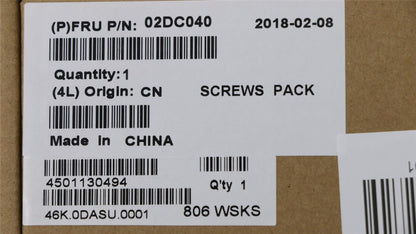 (P)FRU P/N: 02DC040 2018-02-08
Quantity:1
(4L) Origin: CN SCREWS PACK
Made in CHINA
4501130494 Q'ty 1
46K.0DASU.0001 806 WSKS